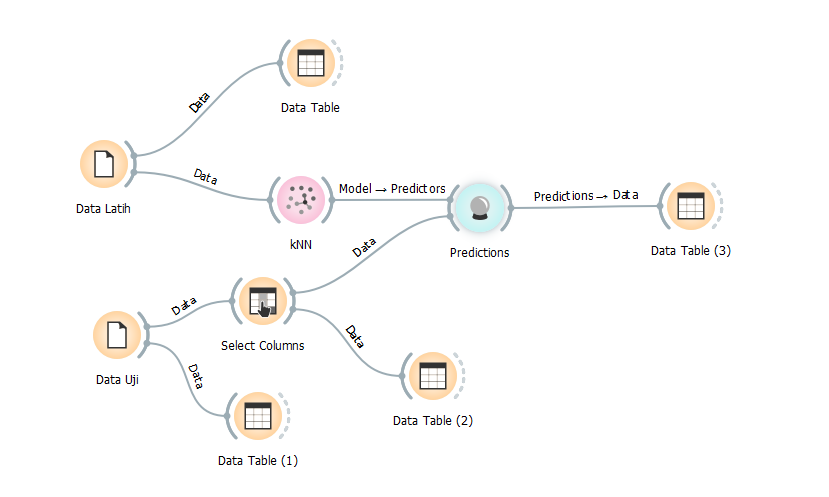 Data
Data Table
Data Latih
Data
kNN
Model → Predictors
Predictions
Predictions → Data
Data Table (3)
Data
Data
Select Columns
Data Uji
Data
Data
Data Table (2)
Data Table (1)